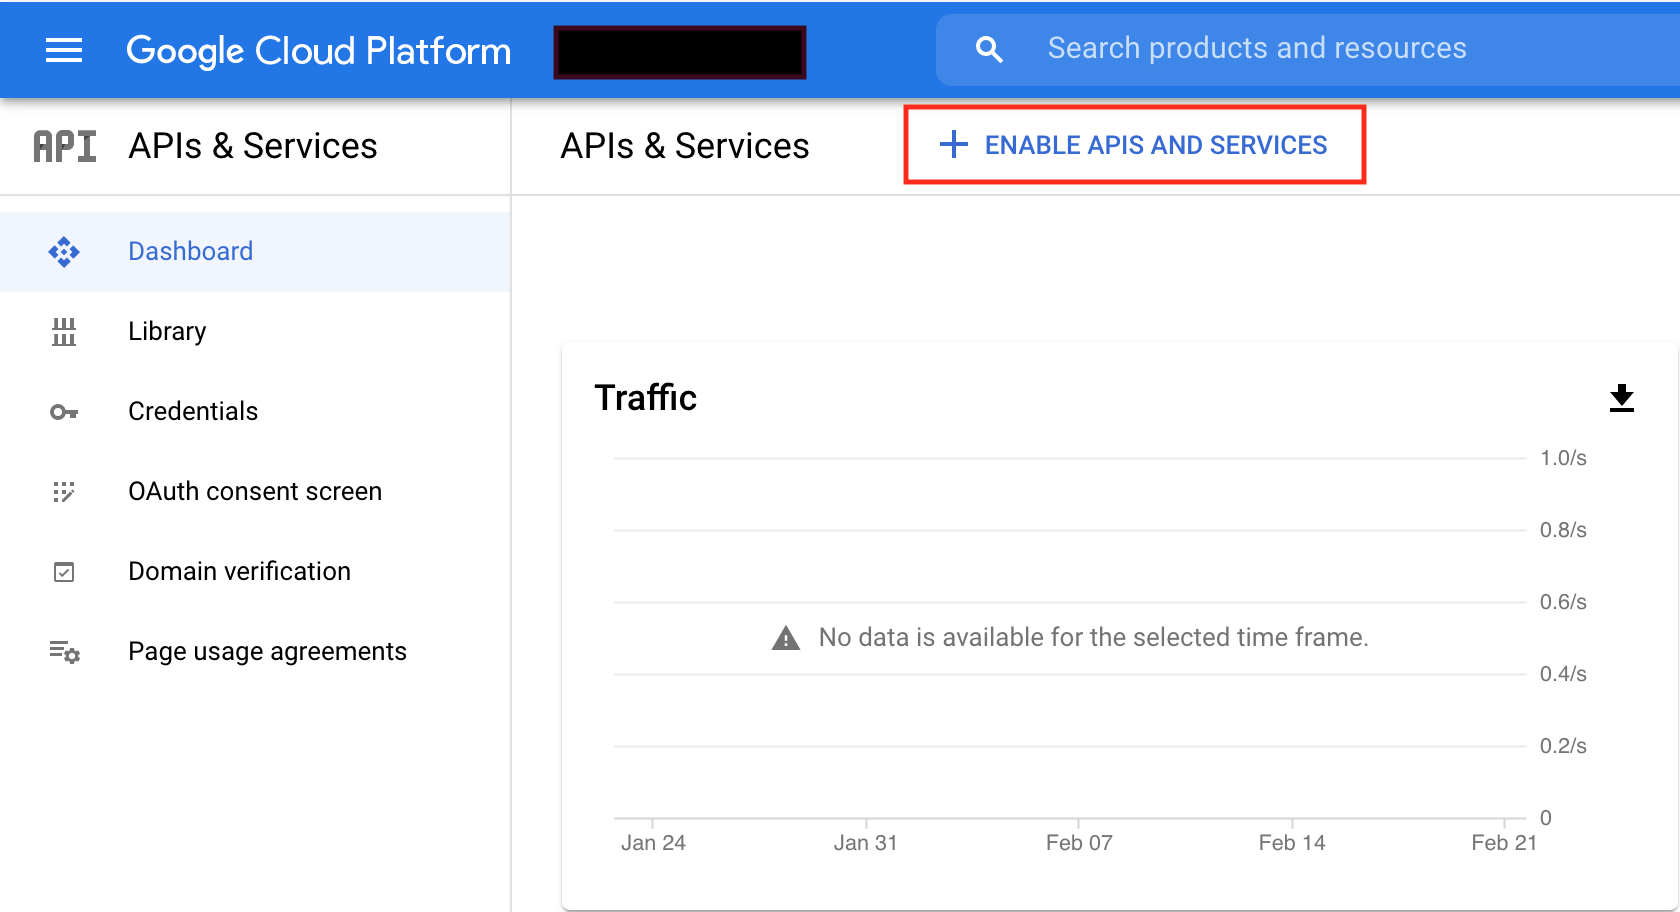 Google Cloud Platform
Search products and resources
API APIs & Services
APIs & Services
ENABLE APIS AND SERVICES
Dashboard
Library
Credentials
OAuth consent screen
Domain verification
Page usage agreements
Traffic
1.0/s
0.8/s
0.6/s
No data is available for the selected time frame.
0.4/s
0.2/s
0
Jan 24 Jan 31 Feb 07 Feb 14 Feb 21